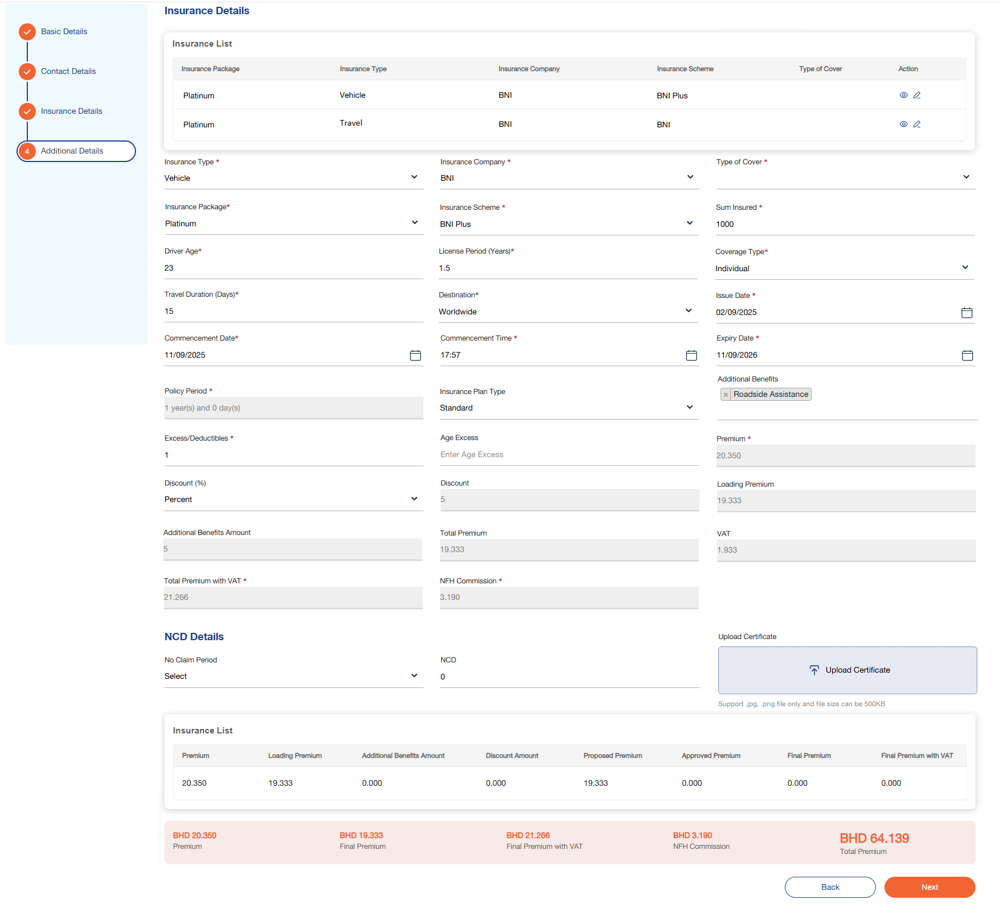 Insurance Details
Basic Details
Contact Details
Insurance Details
4 Additional Details
Insurance List
Insurance Package Insurance Type Insurance Company Insurance Scheme Type of Cover Action
Platinum Vehicle BNI BNI Plus
Platinum Travel BNI BNI
Insurance Type * Insurance Company * Type of Cover *
Vehicle BNI
Insurance Package* Insurance Scheme * Sum Insured *
Platinum BNI Plus 1000
Driver Age* License Period (Years)* Coverage Type*
23 1.5 Individual
Travel Duration (Days)* Destination* Issue Date *
15 Worldwide 02/09/2025
Commencement Date* Commencement Time * Expiry Date *
11/09/2025 17:57 11/09/2026
Policy Period * Insurance Plan Type Additional Benefits
1 year(s) and 0 day(s) Standard × Roadside Assistance
Excess/Deductibles * Age Excess Premium *
1 Enter Age Excess 20.350
Discount (%) Discount Loading Premium
Percent 5 19.333
Additional Benefits Amount Total Premium VAT
5 19.333 1.933
Total Premium with VAT * NFH Commission *
21.266 3.190
NCD Details
Upload Certificate
No Claim Period NCD
Select 0
Upload Certificate
Support .jpg, .png file only and file size can be 500KB
Insurance List
Premium Loading Premium Additional Benefits Amount Discount Amount Proposed Premium Approved Premium Final Premium Final Premium with VAT
20.350 19.333 0.000 0.000 19.333 0.000 0.000 0.000
BHD 20.350 BHD 19.333 BHD 21.266 BHD 3.190 BHD 64.139
Premium Final Premium Final Premium with VAT NFH Commission Total Premium
Back Next